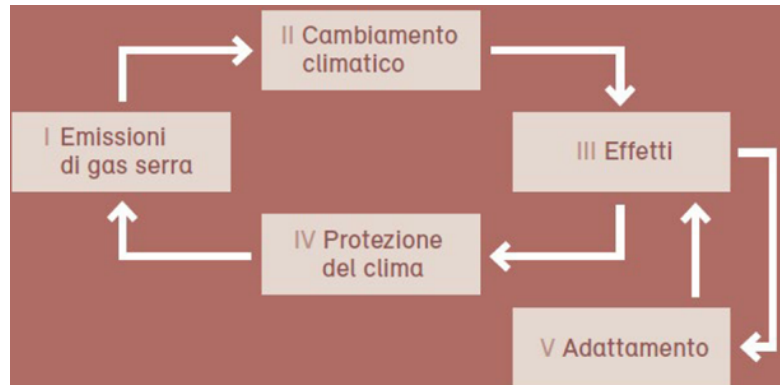 II Cambiamento
climatico
I Emissioni
di gas serra
III Effetti
IV Protezione
del clima
V Adattamento